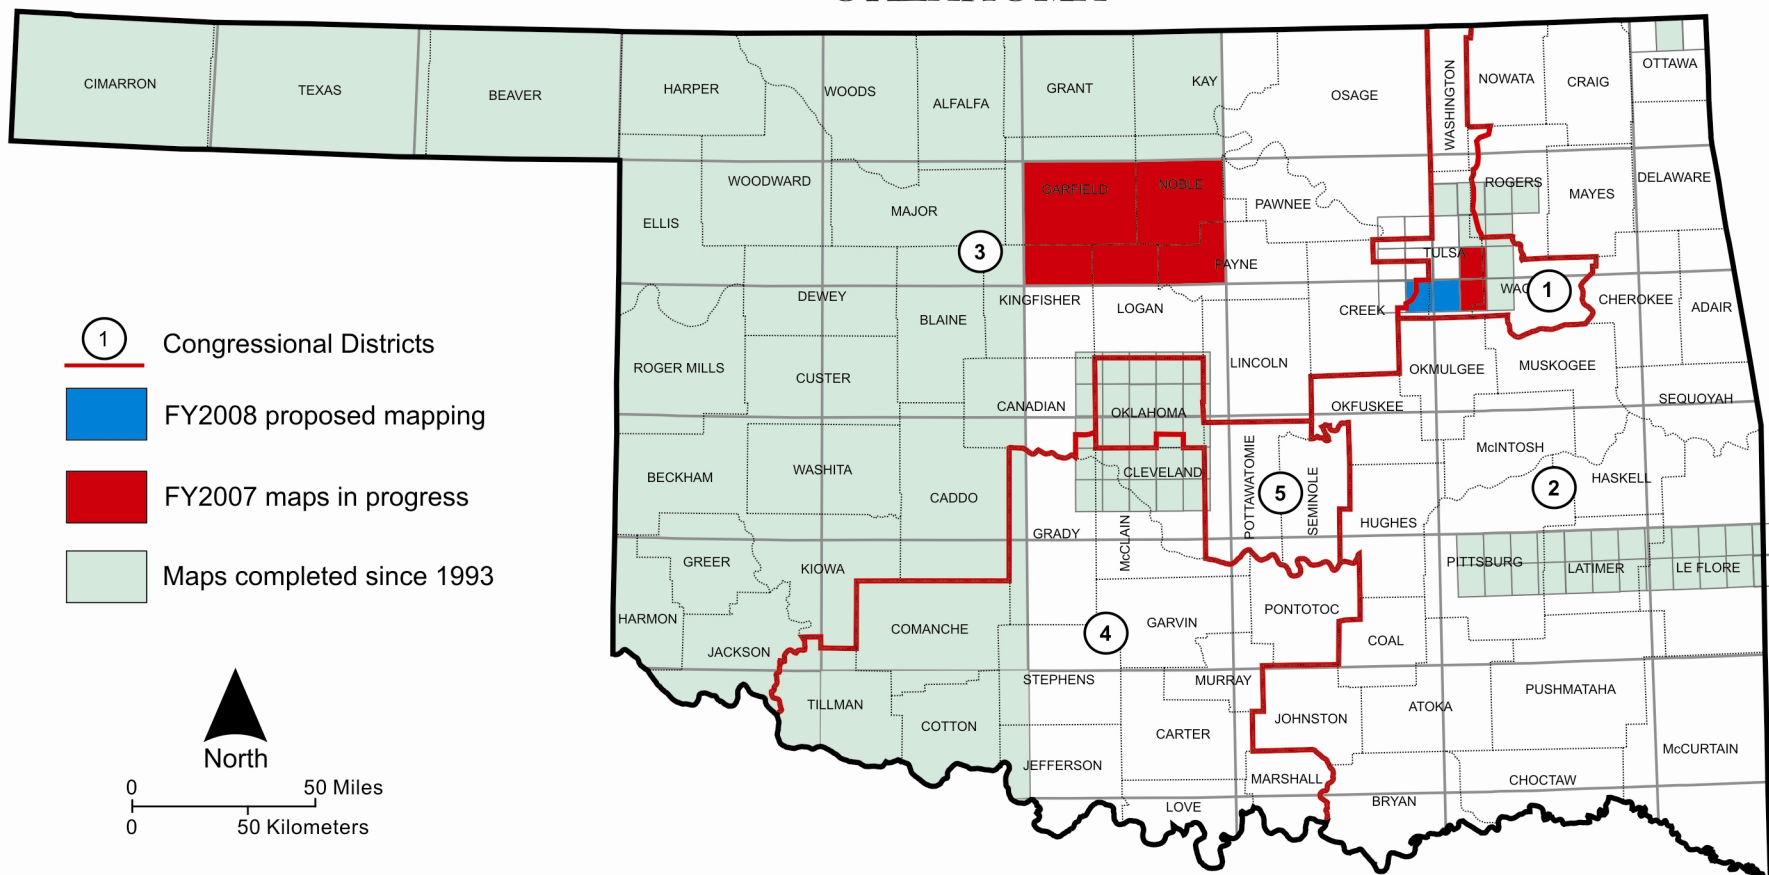 CIMARRON
TEXAS
BEAVER
HARPER
WOODS
ALFALFA
GRANT
KAY
OSAGE
WASHINGTON
NOWATA
CRAIG
OTTAWA
ELLIS
WOODWARD
MAJOR
GARFIELD
NOBLE
PAWNEE
ROGERS
MAYES
DELAWARE
3
PAYNE
TULSA
DEWEY
BLAINE
KINGFISHER
LOGAN
CREEK
WAG
1
CHEROKEE
ADAIR
ROGER MILLS
CUSTER
CANADIAN
OKLAHOMA
LINCOLN
OKFUSKEE
OKMULGEE
MUSKOGEE
SEQUOYAH
BECKHAM
WASHITA
CADDO
CLEVELAND
POTTAWATOMIE
5
SEMINOLE
McINTOSH
2
HASKELL
GRADY
McCLAIN
HUGHES
GREER
KIOWA
PITTSBURG
LATIMER
LE FLORE
HARMON
JACKSON
COMANCHE
4
GARVIN
PONTOTOC
COAL
TILLMAN
COTTON
STEPHENS
MURRAY
JOHNSTON
ATOKA
PUSHMATAHA
CARTER
JEFFERSON
MARSHALL
LOVE
BRYAN
CHOCTAW
McCURTAIN
1 Congressional Districts
FY2008 proposed mapping
FY2007 maps in progress
Maps completed since 1993
North
0 50 Miles
0 50 Kilometers